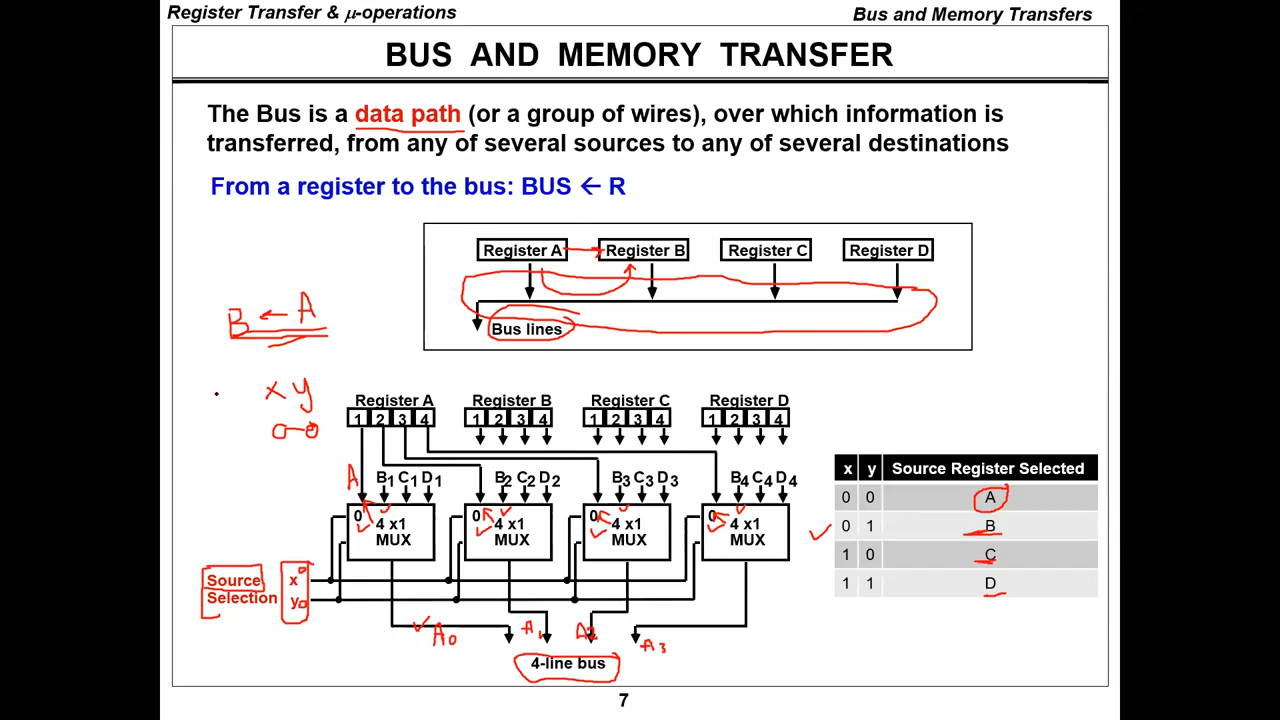 Register Transfer & μ-operations
Bus and Memory Transfers
BUS AND MEMORY TRANSFER
The Bus is a data path (or a group of wires), over which information is
transferred, from any of several sources to any of several destinations
From a register to the bus: BUS ← R
Register A Register B Register C Register D
Bus lines
B ← A
x y
0 0
Register A Register B Register C Register D
1 2 3 4 1 2 3 4 1 2 3 4 1 2 3 4
A B1 C1 D1 B2 C2 D2 B3 C3 D3 B4 C4 D4
0 0 0 0
4 x1 4 x1 4 x1 4 x1
MUX MUX MUX MUX
x y Source Register Selected
0 0 A
0 1 B
1 0 C
1 1 D
Source x 0
Selection y 0
A0 A1 A2 A3
4-line bus
7